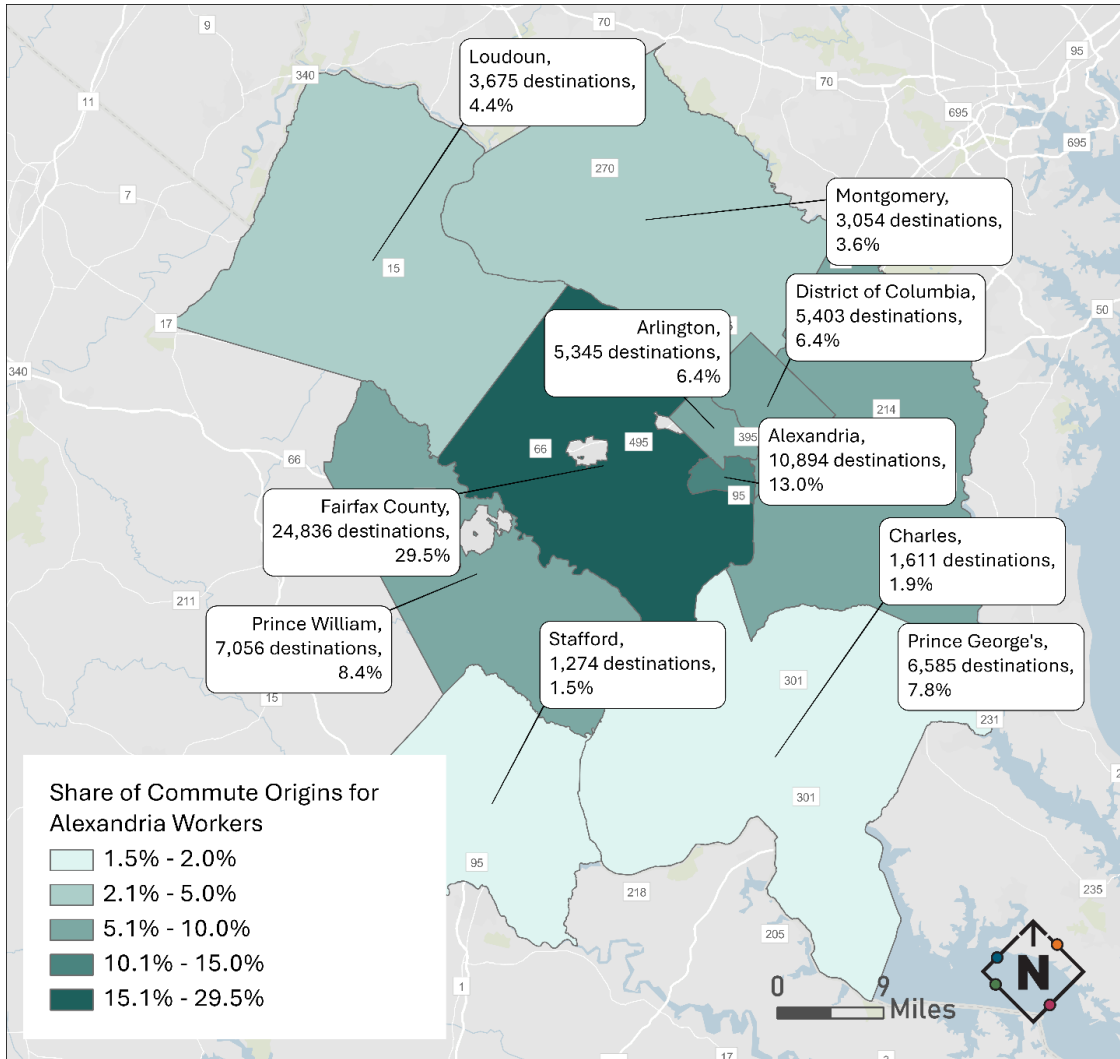 9
70
95
Loudoun,
3,675 destinations,
4.4%
340
70
11
695
695
270
7
Montgomery,
3,054 destinations,
3.6%
15
District of Columbia,
5,403 destinations,
6.4%
50
17
Arlington,
5,345 destinations,
6.4%
340
214
395
66
495
Alexandria,
10,894 destinations,
13.0%
66
95
Fairfax County,
24,836 destinations,
29.5%
Charles,
1,611 destinations,
1.9%
211
Prince William,
7,056 destinations,
8.4%
Stafford,
1,274 destinations,
1.5%
Prince George's,
6,585 destinations,
7.8%
301
15
231
Share of Commute Origins for
Alexandria Workers
1.5% - 2.0%
2.1% - 5.0%
5.1% - 10.0%
10.1% - 15.0%
15.1% - 29.5%
301
95
218
235
205
N
1
0 9
Miles
17
3